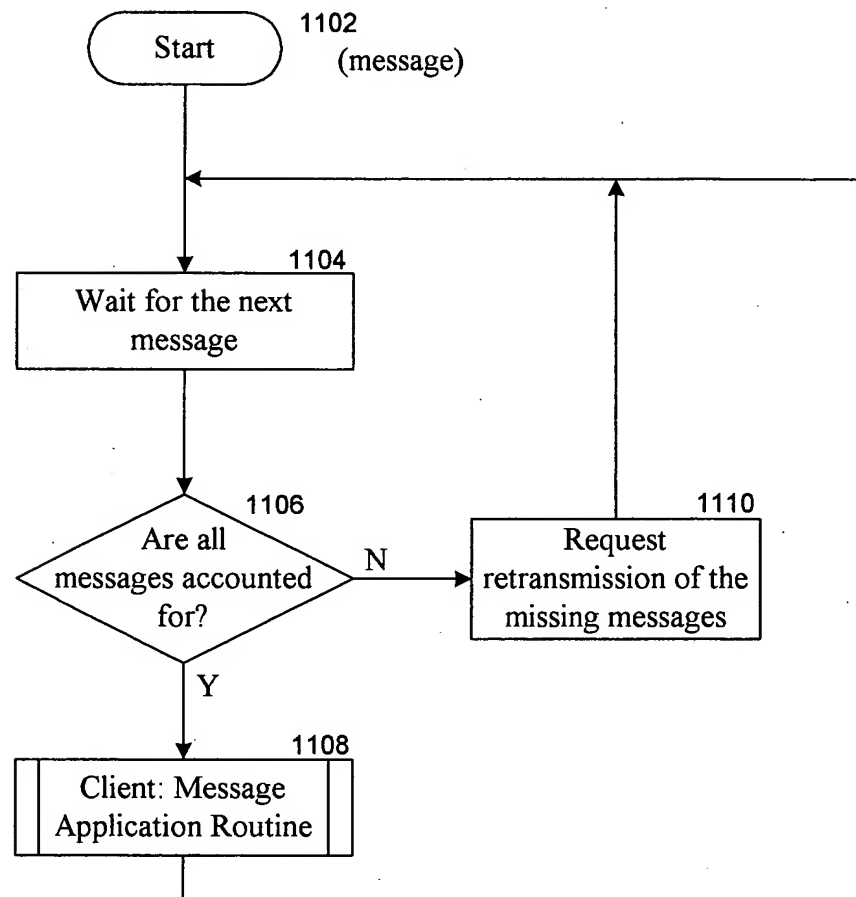 Start
1102
(message)
1104
Wait for the next
message
1106
Are all
messages accounted
for?
N
1110
Request
retransmission of the
missing messages
Y
1108
Client: Message
Application Routine